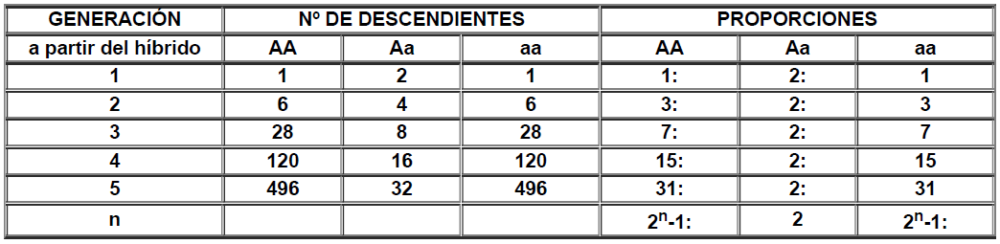 GENERACIÓN Nº DE DESCENDIENTES PROPORCIONES
a partir del híbrido AA Aa aa AA Aa aa
1 1 2 1 1: 2: 1
2 6 4 6 3: 2: 3
3 28 8 28 7: 2: 7
4 120 16 120 15: 2: 15
5 496 32 496 31: 2: 31
n 2ⁿ-1: 2 2ⁿ-1: